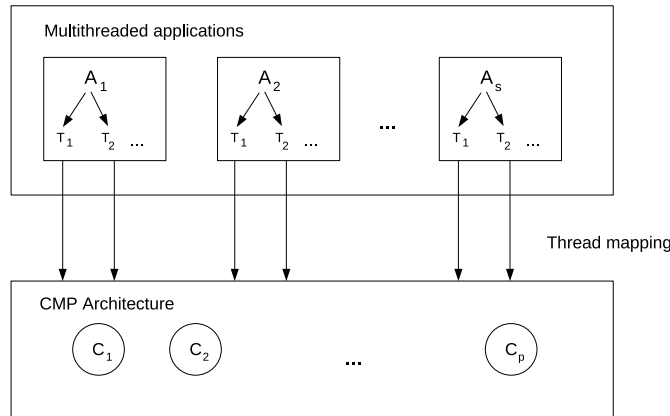 Multithreaded applications
A1 A2 As
T1 T2 ... T1 T2 ... ... T1 T2 ...
Thread mapping
CMP Architecture
C1 C2 ... Cp